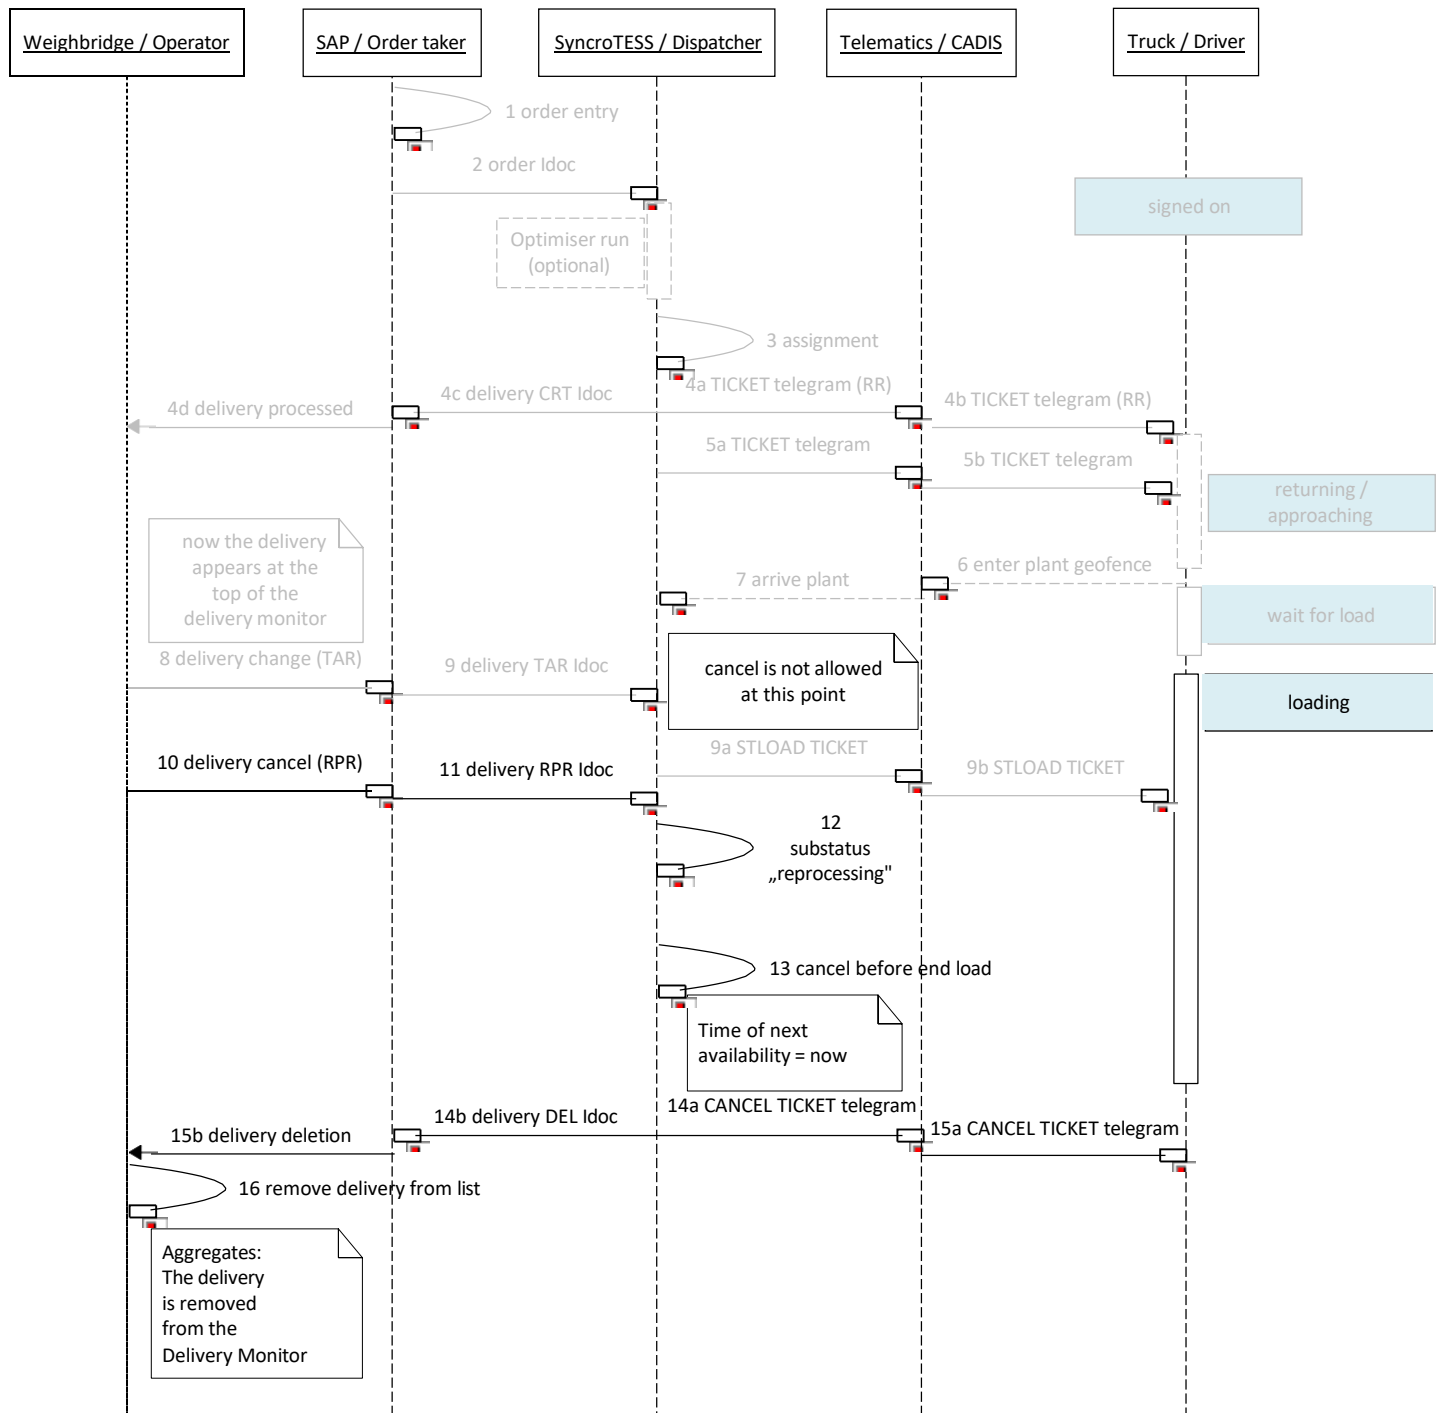 Weighbridge / Operator
SAP / Order taker
SyncroTESS / Dispatcher
Telematics / CADIS
Truck / Driver
1 order entry
2 order Idoc
signed on
Optimiser run
(optional)
3 assignment
4a TICKET telegram (RR)
4c delivery CRT Idoc
4b TICKET telegram (RR)
4d delivery processed
5a TICKET telegram
5b TICKET telegram
returning /
approaching
now the delivery
appears at the
top of the
delivery monitor
6 enter plant geofence
7 arrive plant
wait for load
8 delivery change (TAR)
9 delivery TAR Idoc
cancel is not allowed
at this point
loading
9a STLOAD TICKET
10 delivery cancel (RPR)
11 delivery RPR Idoc
9b STLOAD TICKET
12
substatus
„reprocessing"
13 cancel before end load
Time of next
availability = now
14a CANCEL TICKET telegram
14b delivery DEL Idoc
15a CANCEL TICKET telegram
15b delivery deletion
16 remove delivery from list
Aggregates:
The delivery
is removed
from the
Delivery Monitor